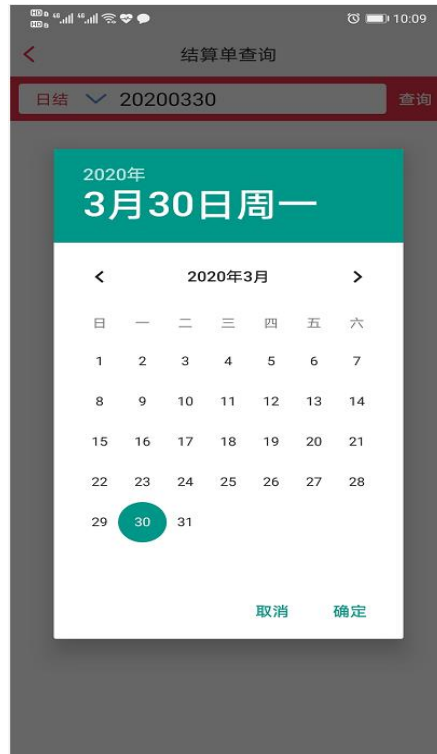 10:09
结算单查询
日结 20200330 查询
2020年
3月30日周一
2020年3月
日 一 二 三 四 五 六
1 2 3 4 5 6 7
8 9 10 11 12 13 14
15 16 17 18 19 20 21
22 23 24 25 26 27 28
29 30 31
取消 确定